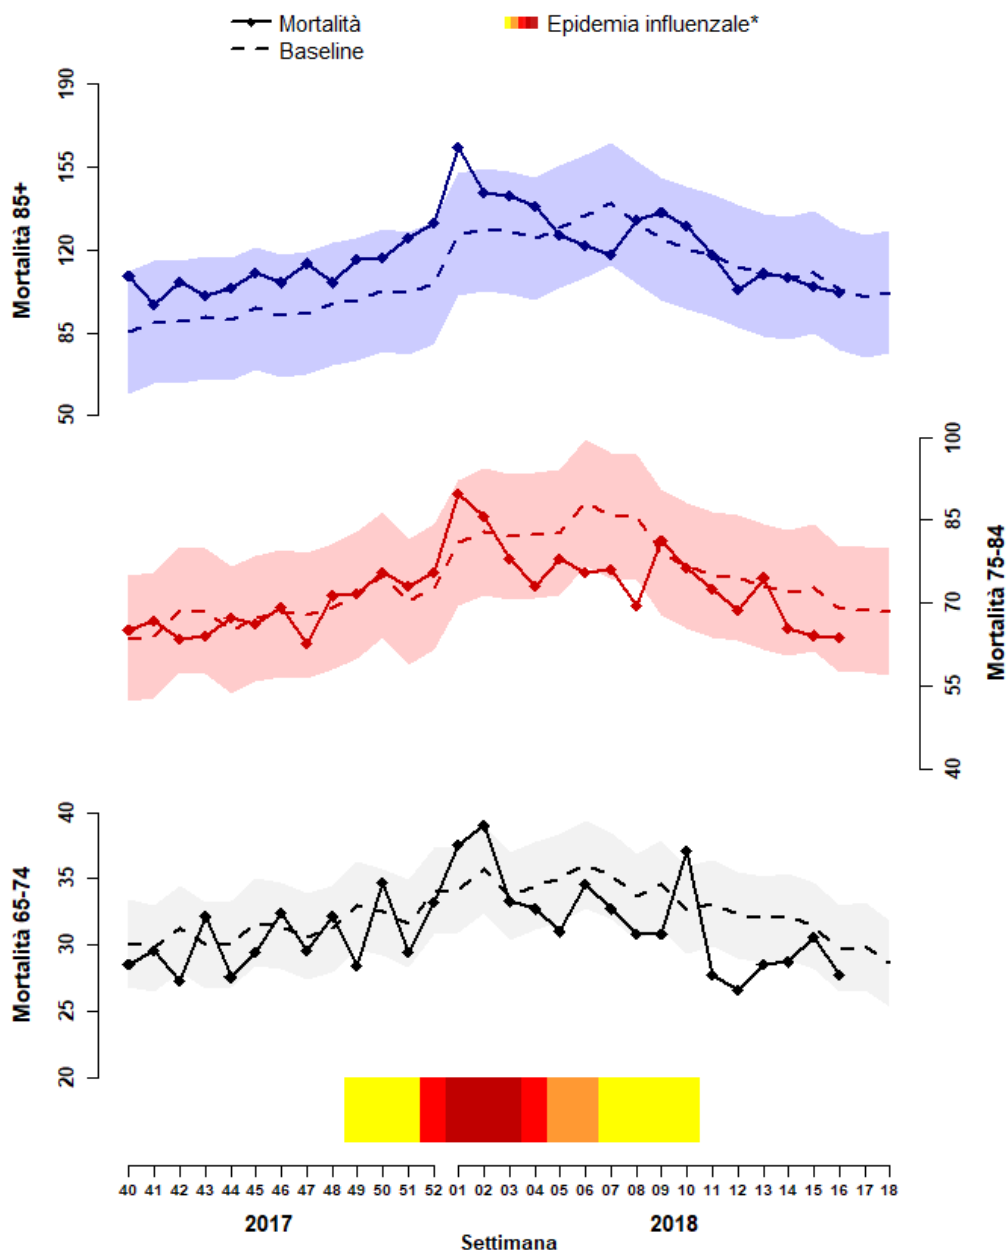 Mortalità
Baseline
Epidemia influenzale*
Mortalità 85+
190
155
120
85
50
Mortalità 75-84
100
85
70
55
40
Mortalità 65-74
40
35
30
25
20
40 41 42 43 44 45 46 47 48 49 50 51 52 01 02 03 04 05 06 07 08 09 10 11 12 13 14 15 16 17 18
2017 2018
Settimana